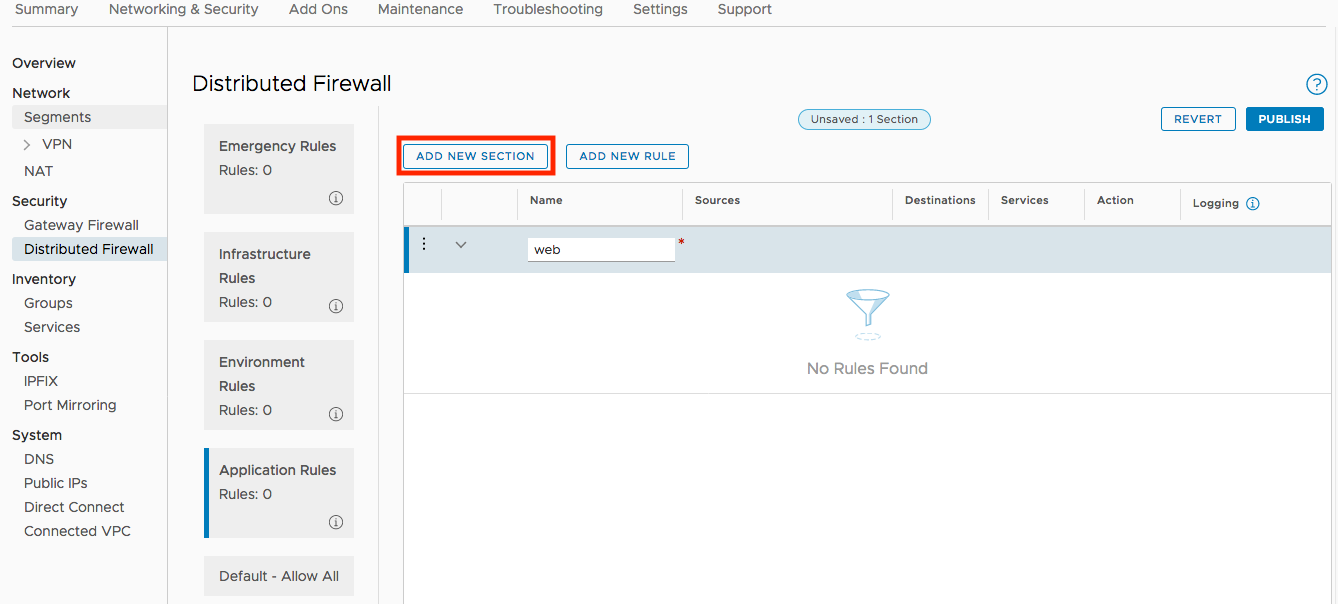 Summary Networking & Security Add Ons Maintenance Troubleshooting Settings Support
Overview
Network
Segments
VPN
NAT
Security
Gateway Firewall
Distributed Firewall
Inventory
Groups
Services
Tools
IPFIX
Port Mirroring
System
DNS
Public IPs
Direct Connect
Connected VPC
Distributed Firewall
?
Emergency Rules
Rules: 0
Infrastructure
Rules
Rules: 0
Environment
Rules
Rules: 0
Application Rules
Rules: 0
Default - Allow All
Unsaved : 1 Section
REVERT PUBLISH
ADD NEW SECTION ADD NEW RULE
Name Sources Destinations Services Action Logging
web *
No Rules Found